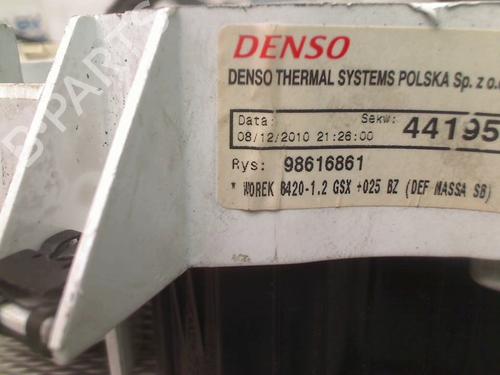 DENSO
DENSO THERMAL SYSTEMS POLSKA Sp. z o.
Data: Sekw:
08/12/2010 21:26:00 44195
Rys: 98616861
* WOREK B420-1.2 GSX +025 BZ (DEF MASSA SB)